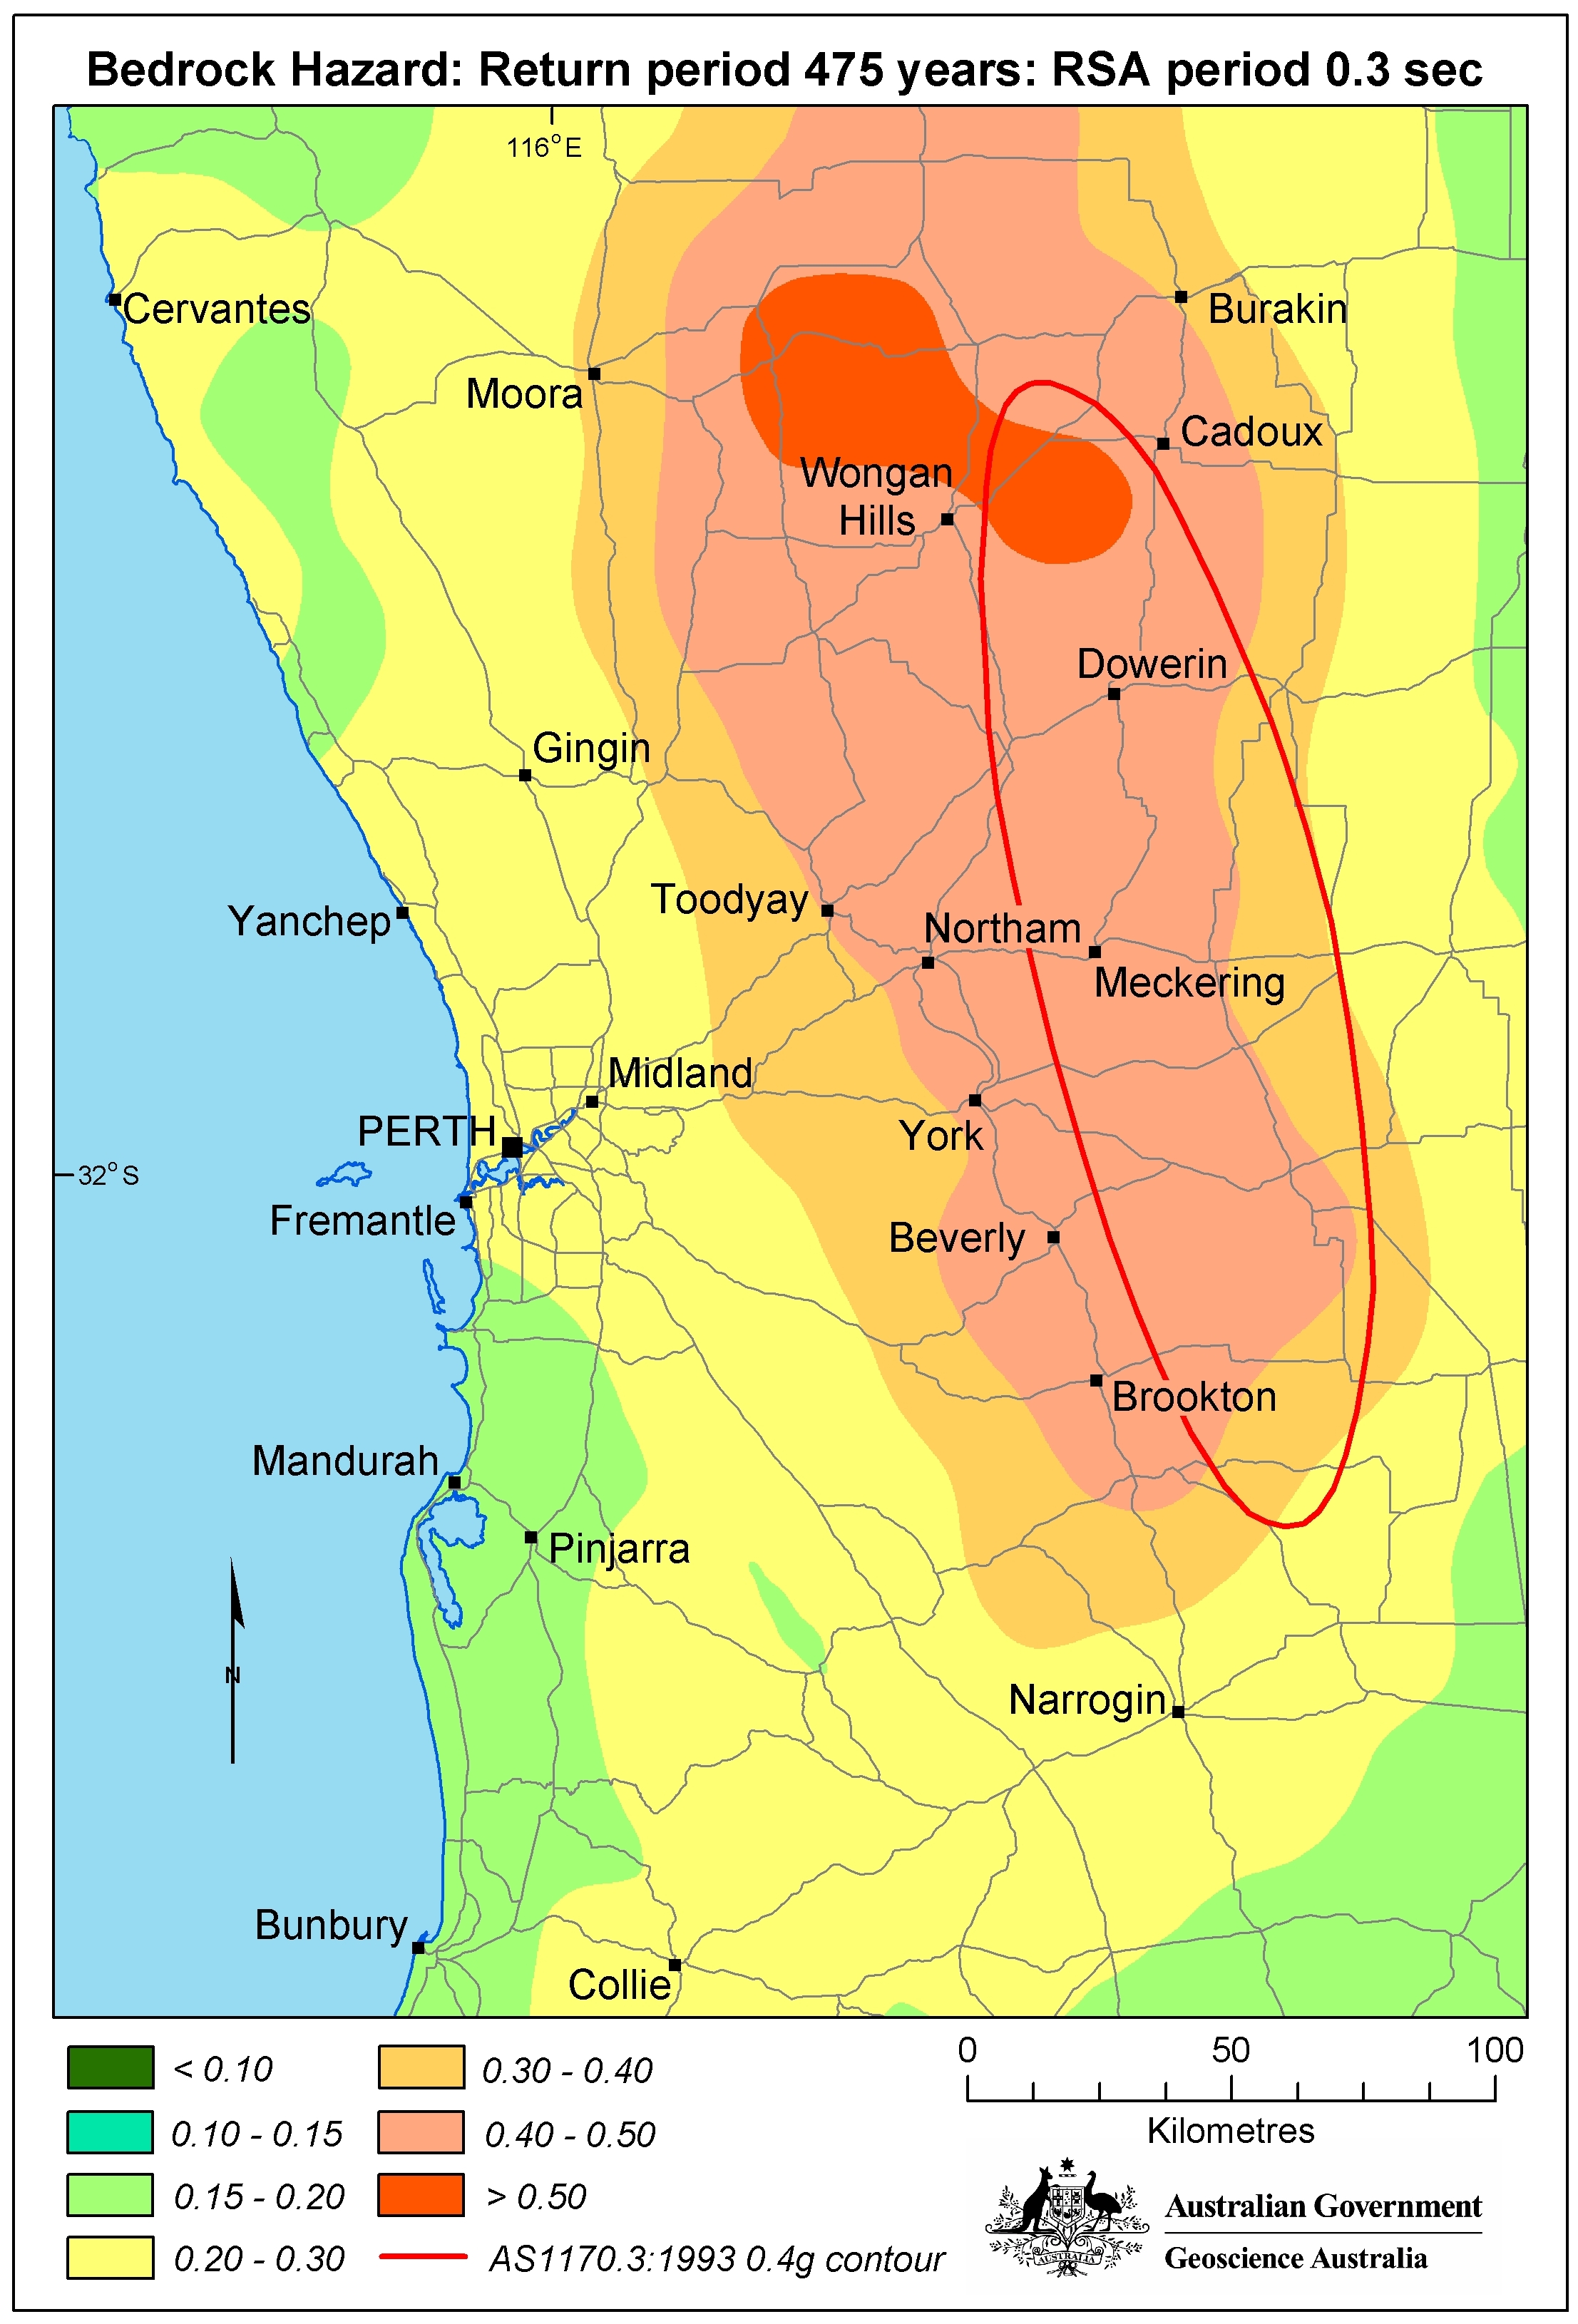 Bedrock Hazard: Return period 475 years: RSA period 0.3 sec
116°E
Cervantes
Burakin
Moora
Cadoux
Wongan
Hills
Dowerin
Gingin
Toodyay
Yanchep
Northam
Meckering
Midland
PERTH
York
32°S
Fremantle
Beverly
Brookton
Mandurah
Pinjarra
N
Narrogin
Bunbury
Collie
< 0.10
0.10 - 0.15
0.15 - 0.20
0.20 - 0.30
0.30 - 0.40
0.40 - 0.50
> 0.50
AS1170.3:1993 0.4g contour
0 50 100
Kilometres
AUSTRALIA
Australian Government
Geoscience Australia